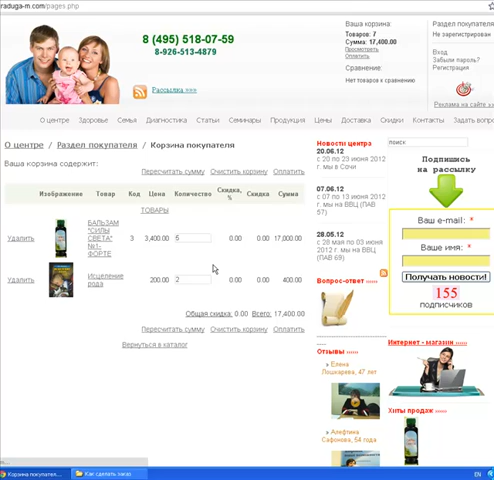 raduga-m.com/pages.php
8 (495) 518-07-59
8-926-513-4879
Рассылка »»»
Ваша корзина:
Товаров: 7
Сумма: 17,400.00
Просмотреть
Оплатить
Сравнение:
Нет товаров к сравнению
Раздел покупателя
Не зарегистрирован
Вход
Забыли пароль?
Регистрация
Реклама на сайте »»
О центре Здоровье Семья Диагностика Статьи Семинары Продукция Цены Доставка Скидки Контакты Задать вопро
О центре / Раздел покупателя / Корзина покупателя
Ваша корзина содержит:
Пересчитать сумму Очистить корзину Оплатить
Изображение Товар Код Цена Количество Скидка, % Скидка Сумма
ТОВАРЫ
Удалить БАЛЬЗАМ "СИЛЫ СВЕТА" №1- ФОРТЕ 3 3,400.00 5 0.00 0.00 17,000.00
Удалить Исцеление рода 200.00 2 0.00 0.00 400.00
Общая скидка: 0.00 Всего: 17,400.00
Пересчитать сумму Очистить корзину Оплатить
Вернуться в каталог
Новости центра
20.06.12
с 20 по 23 июня 2012
г. мы в Сочи
07.06.12
с 07 по 13 июня 2012
г. мы на ВВЦ (ПАВ
57)
28.05.12
с 28 мая по 03 июня
2012 г. мы на ВВЦ
(ПАВ 69)
Вопрос-ответ »»»»
Отзывы »»»»
Елена
Лошкарева, 47 лет
Алефтина
Сафонова, 54 года
поиск
Подпишись
на рассылку
Ваш e-mail: *
Ваше имя: *
Получать новости!
155
подписчиков
Интернет - магазин »»»»
Хиты продаж »»»»
Корзина покупател...
Как сделать заказ
EN